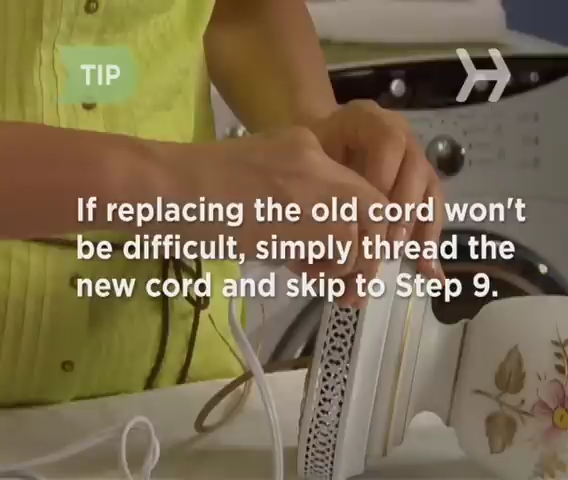 TIP
If replacing the old cord won't
be difficult, simply thread the
new cord and skip to Step 9.